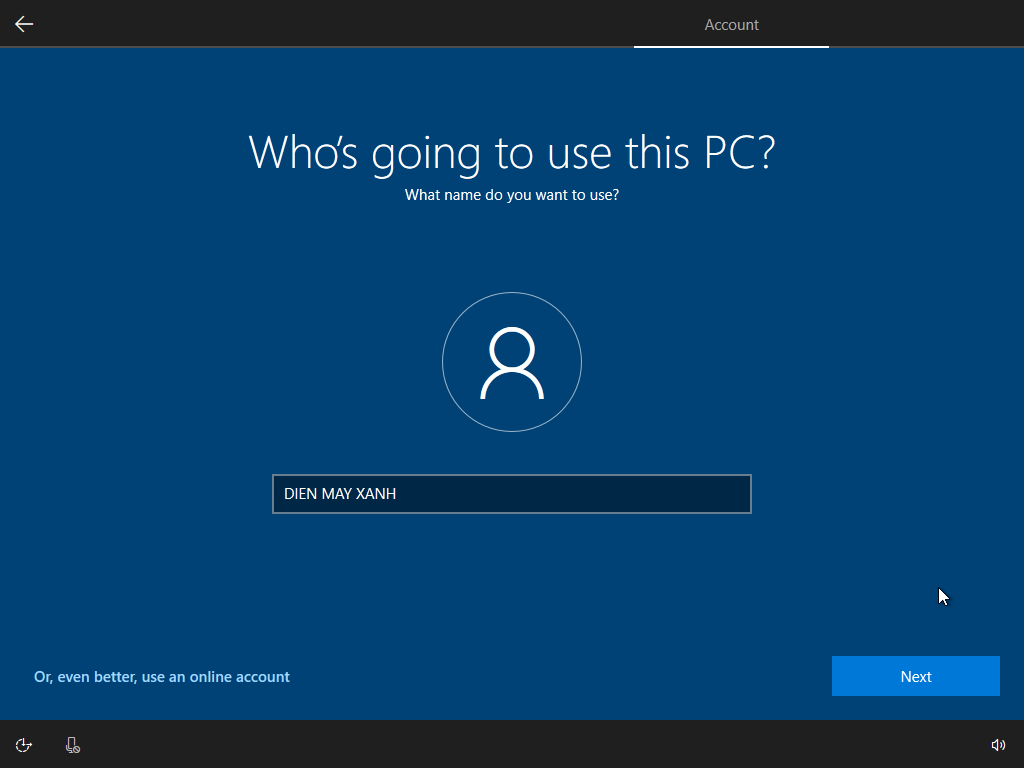 Account
Who's going to use this PC?
What name do you want to use?
DIEN MAY XANH
Or, even better, use an online account
Next